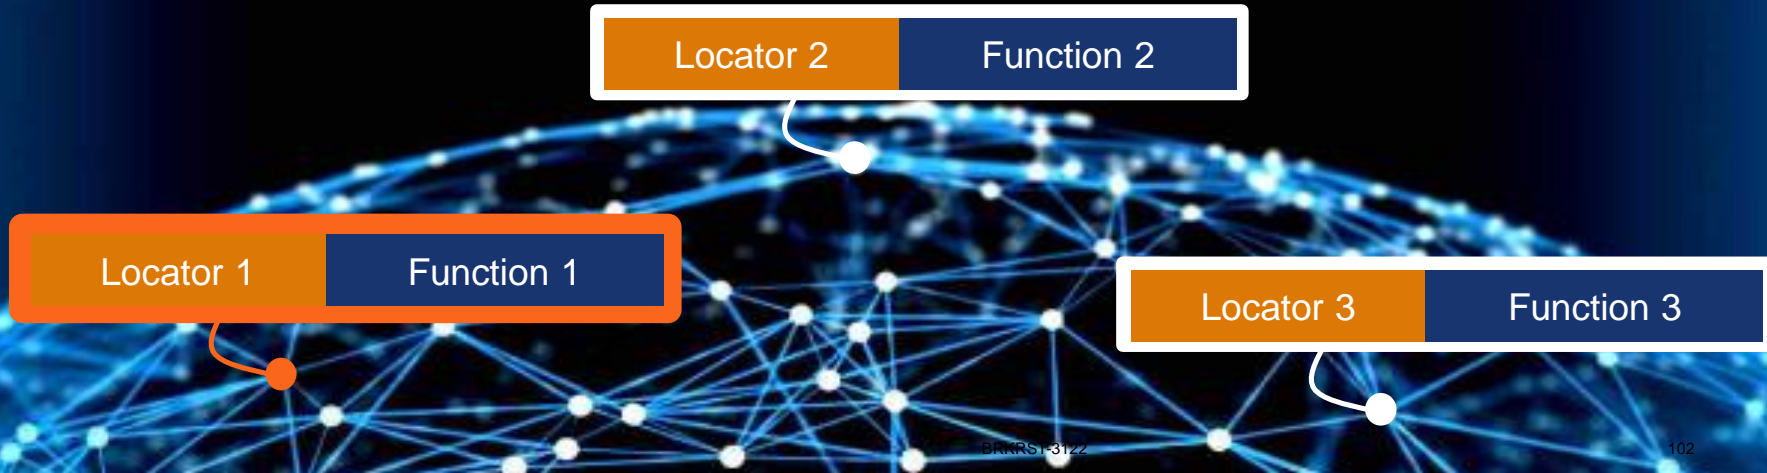 Locator 2 Function 2
Locator 1 Function 1
Locator 3 Function 3
BRKRST-3122
102